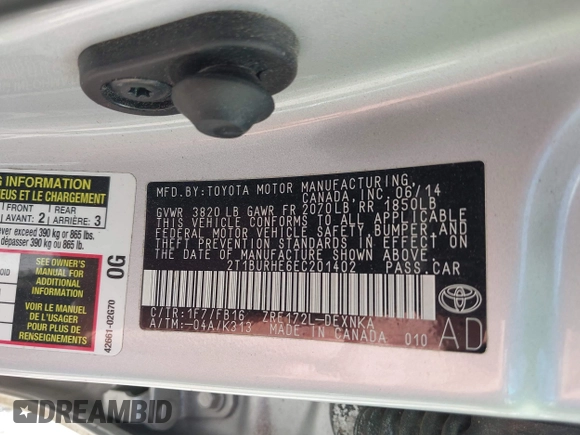 G INFORMATION
EUS ET LE CHARGEMENT
FRONT REAR
AVANT: 2 ARRIÈRE: 3
ever exceed 390 kg or 865 lbs.
dépasser 390 kg ou 865 lb.
SEE OWNER'S
MANUAL FOR
ADDITIONAL
INFORMATION
VOIR LE MANUEL
DE L'USAGER
POUR PLUS DE
RENSEIGNEMENTS
0G
42661-02G70
MFD.BY:TOYOTA MOTOR MANUFACTURING,
CANADA, INC. 06/14
GVWR 3820 LB GAWR FR 2070LB RR 1850LB
THIS VEHICLE CONFORMS TO ALL APPLICABLE
FEDERAL MOTOR VEHICLE SAFETY, BUMPER, AND
THEFT PREVENTION STANDARDS IN EFFECT ON
THE DATE OF MANUFACTURE SHOWN ABOVE.
2T1BURHE6EC201402 PASS.CAR
C/TR:1F7/FB16 ZRE172L-DEXNKA
A/TM:-04A/K313 MADE IN CANADA 010
AD
TOYOTA
DREAMBID